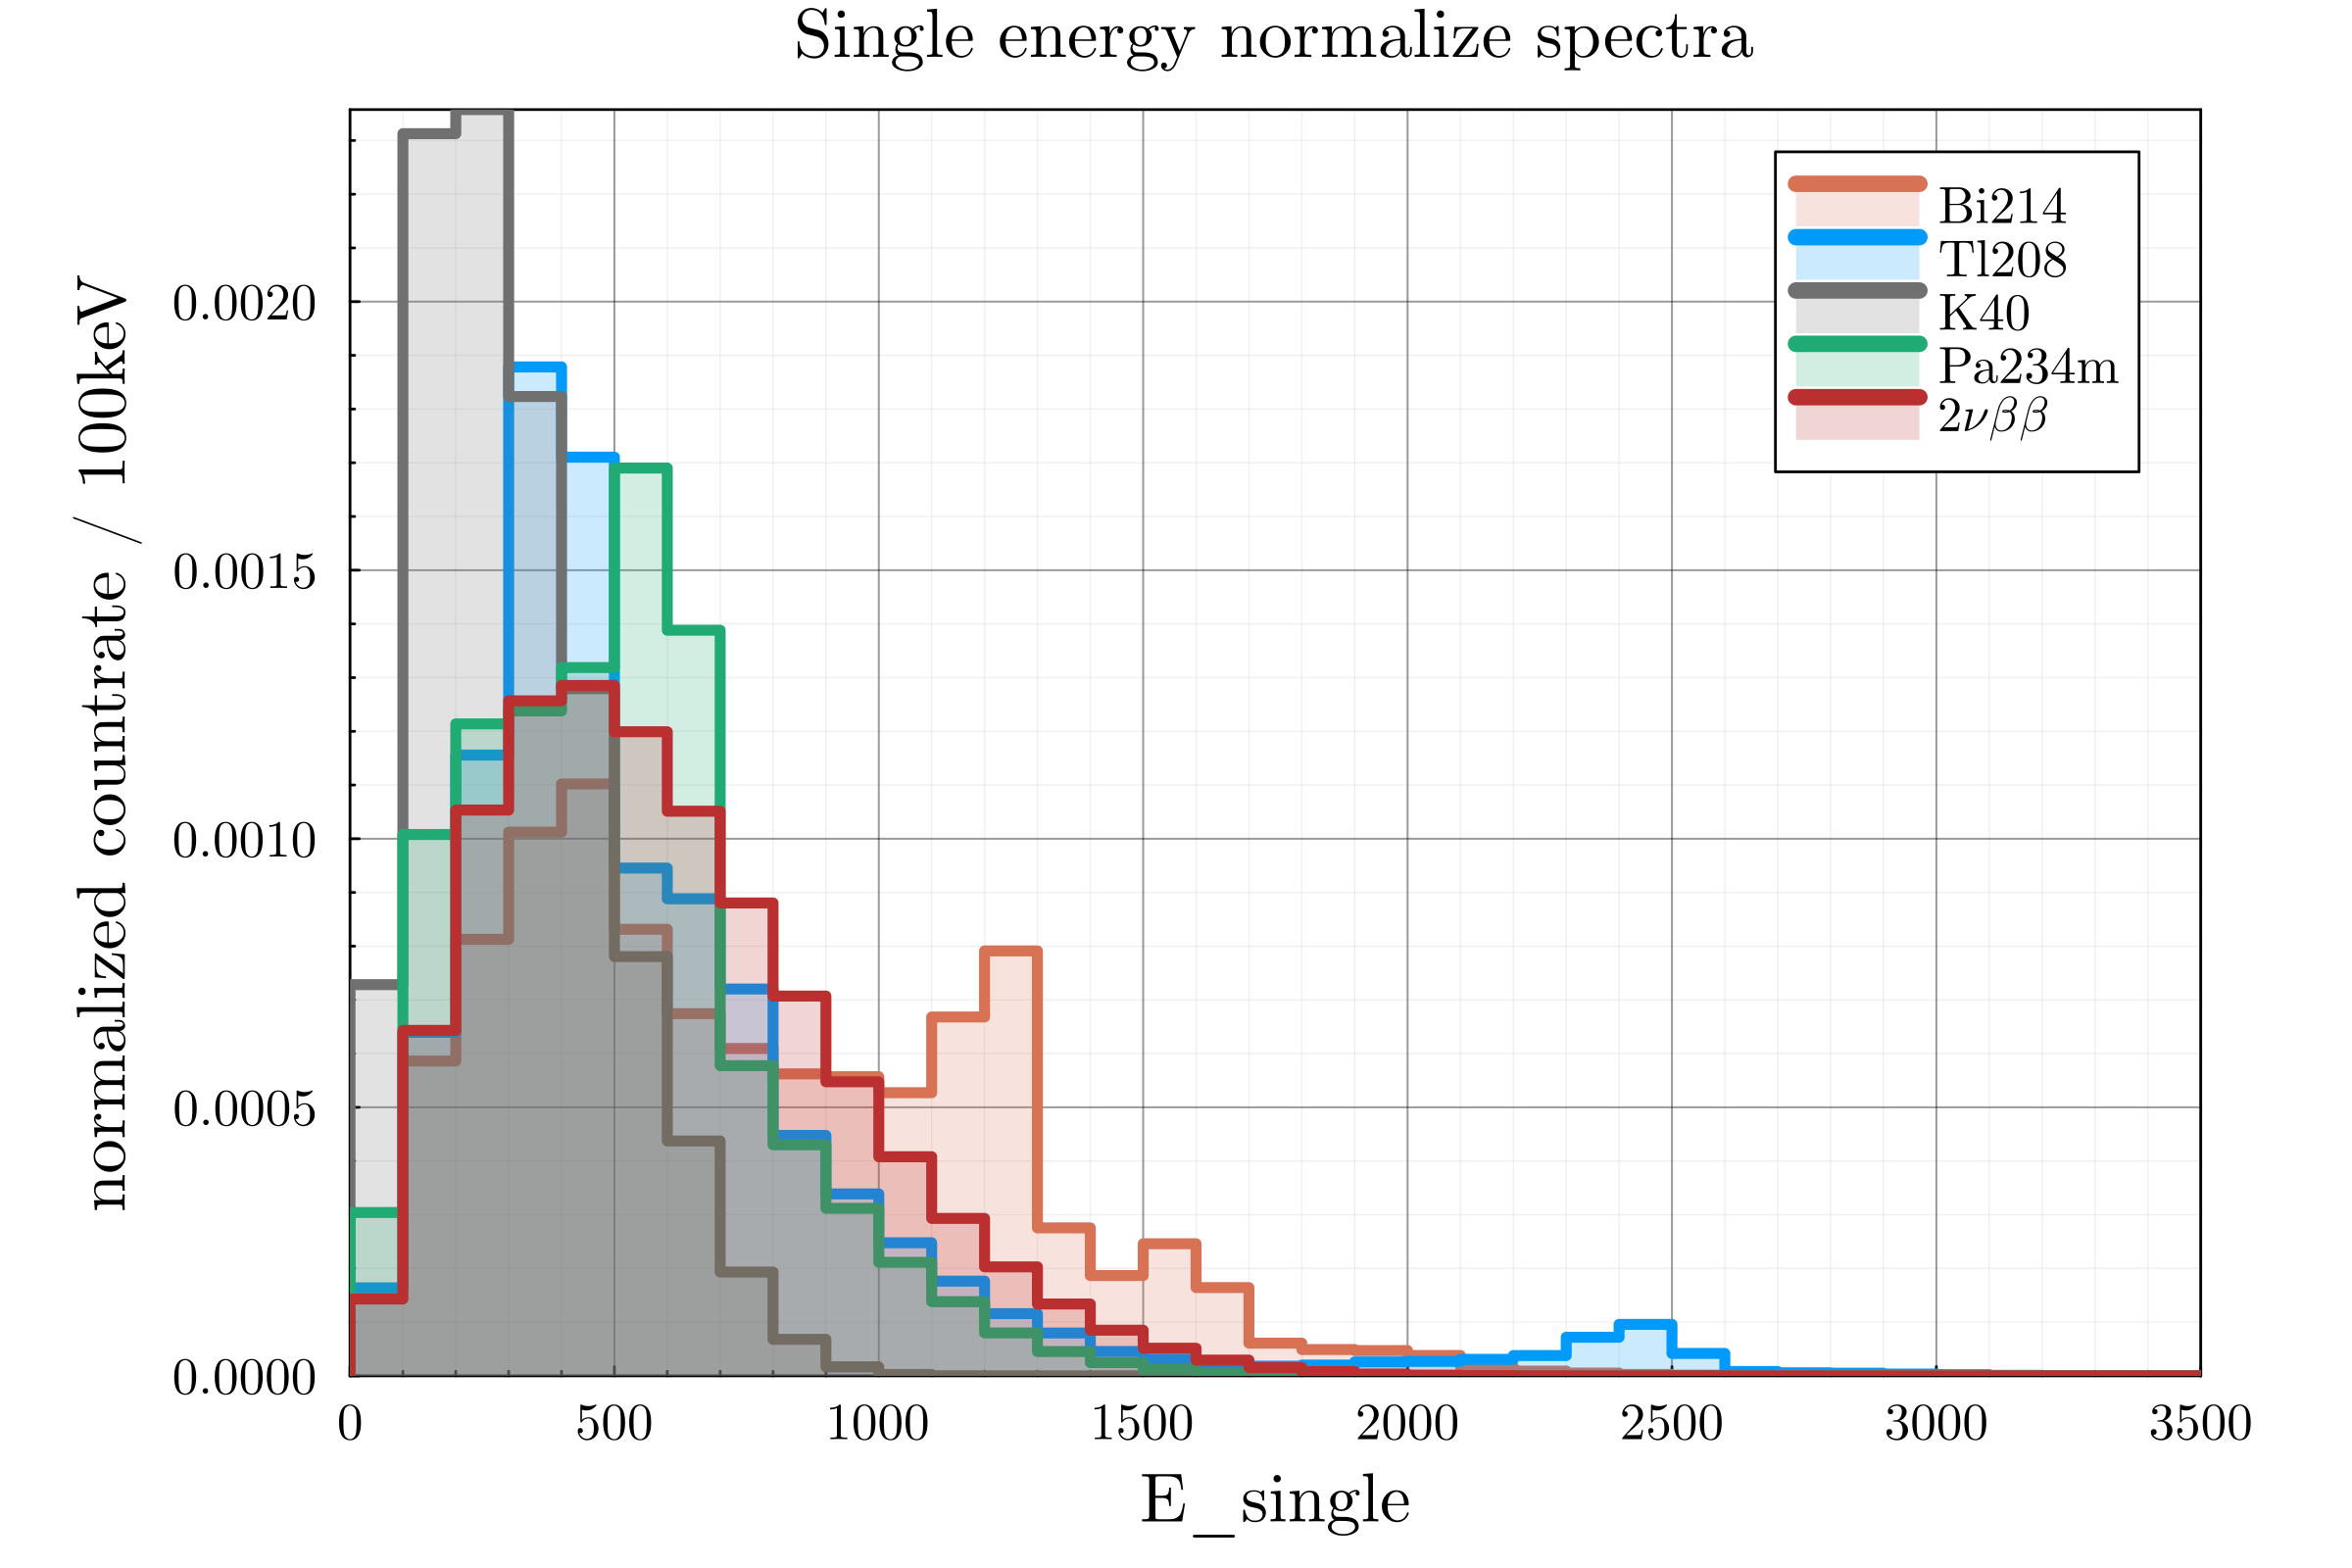 Single energy normalize spectra
normalized countrate / 100keV
0.0020
0.0015
0.0010
0.0005
0.0000
Bi214
Tl208
K40
Pa234m
2νββ
0 500 1000 1500 2000 2500 3000 3500
E_single